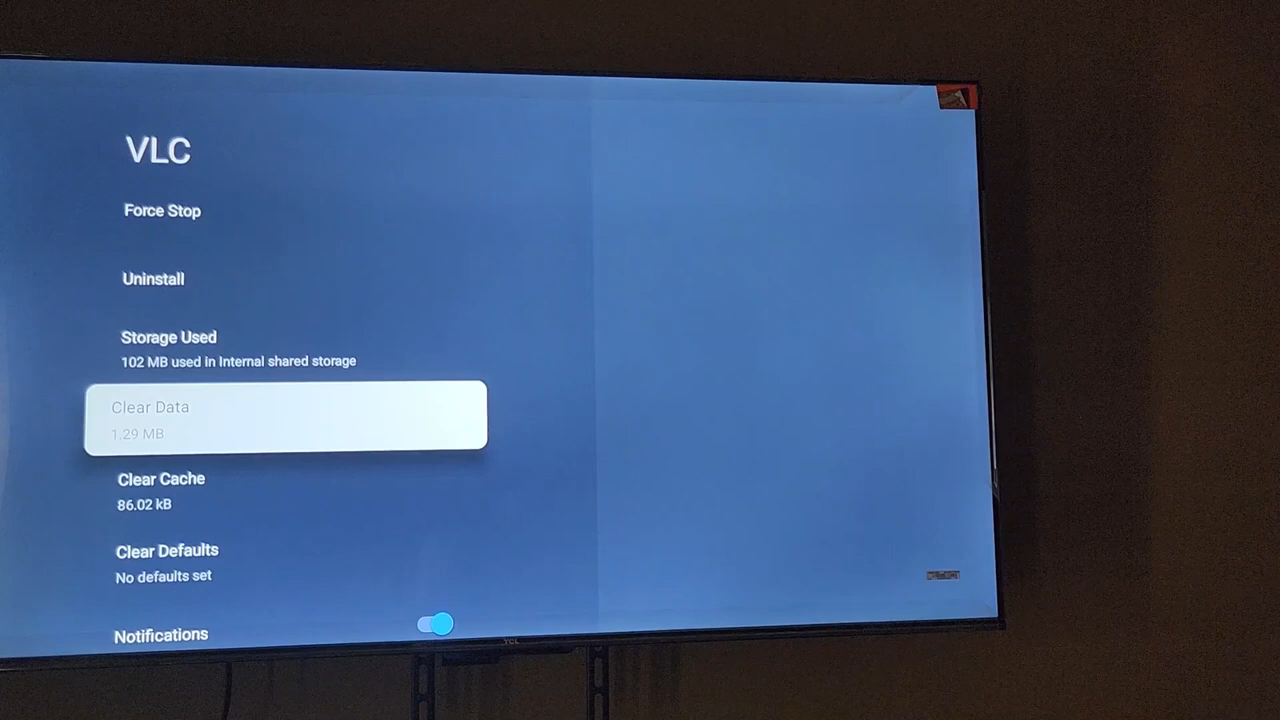 VLC
Force Stop
Uninstall
Storage Used
102 MB used in Internal shared storage
Clear Data
1.29 MB
Clear Cache
86.02 kB
Clear Defaults
No defaults set
Notifications
TCL